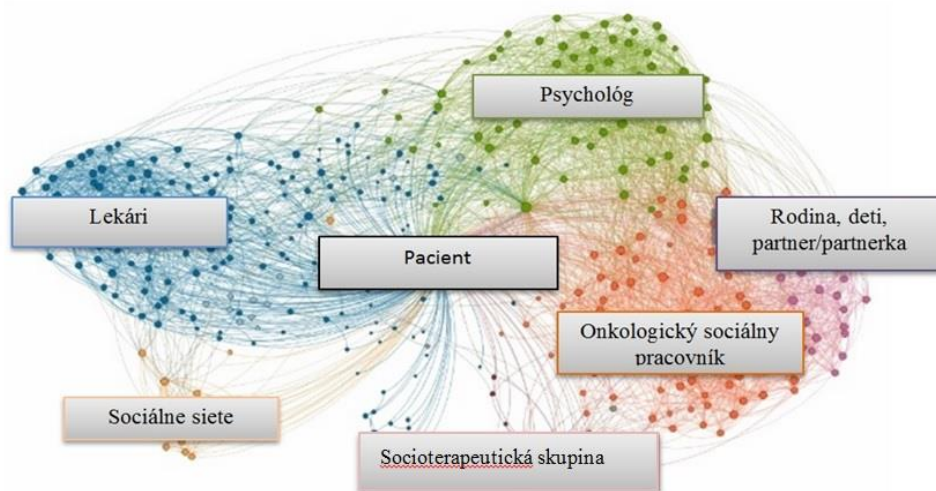 Psychológ
Lekári
Rodina, deti,
partner/partnerka
Pacient
Onkologický sociálny
pracovník
Sociálne siete
Socioterapeutická skupina